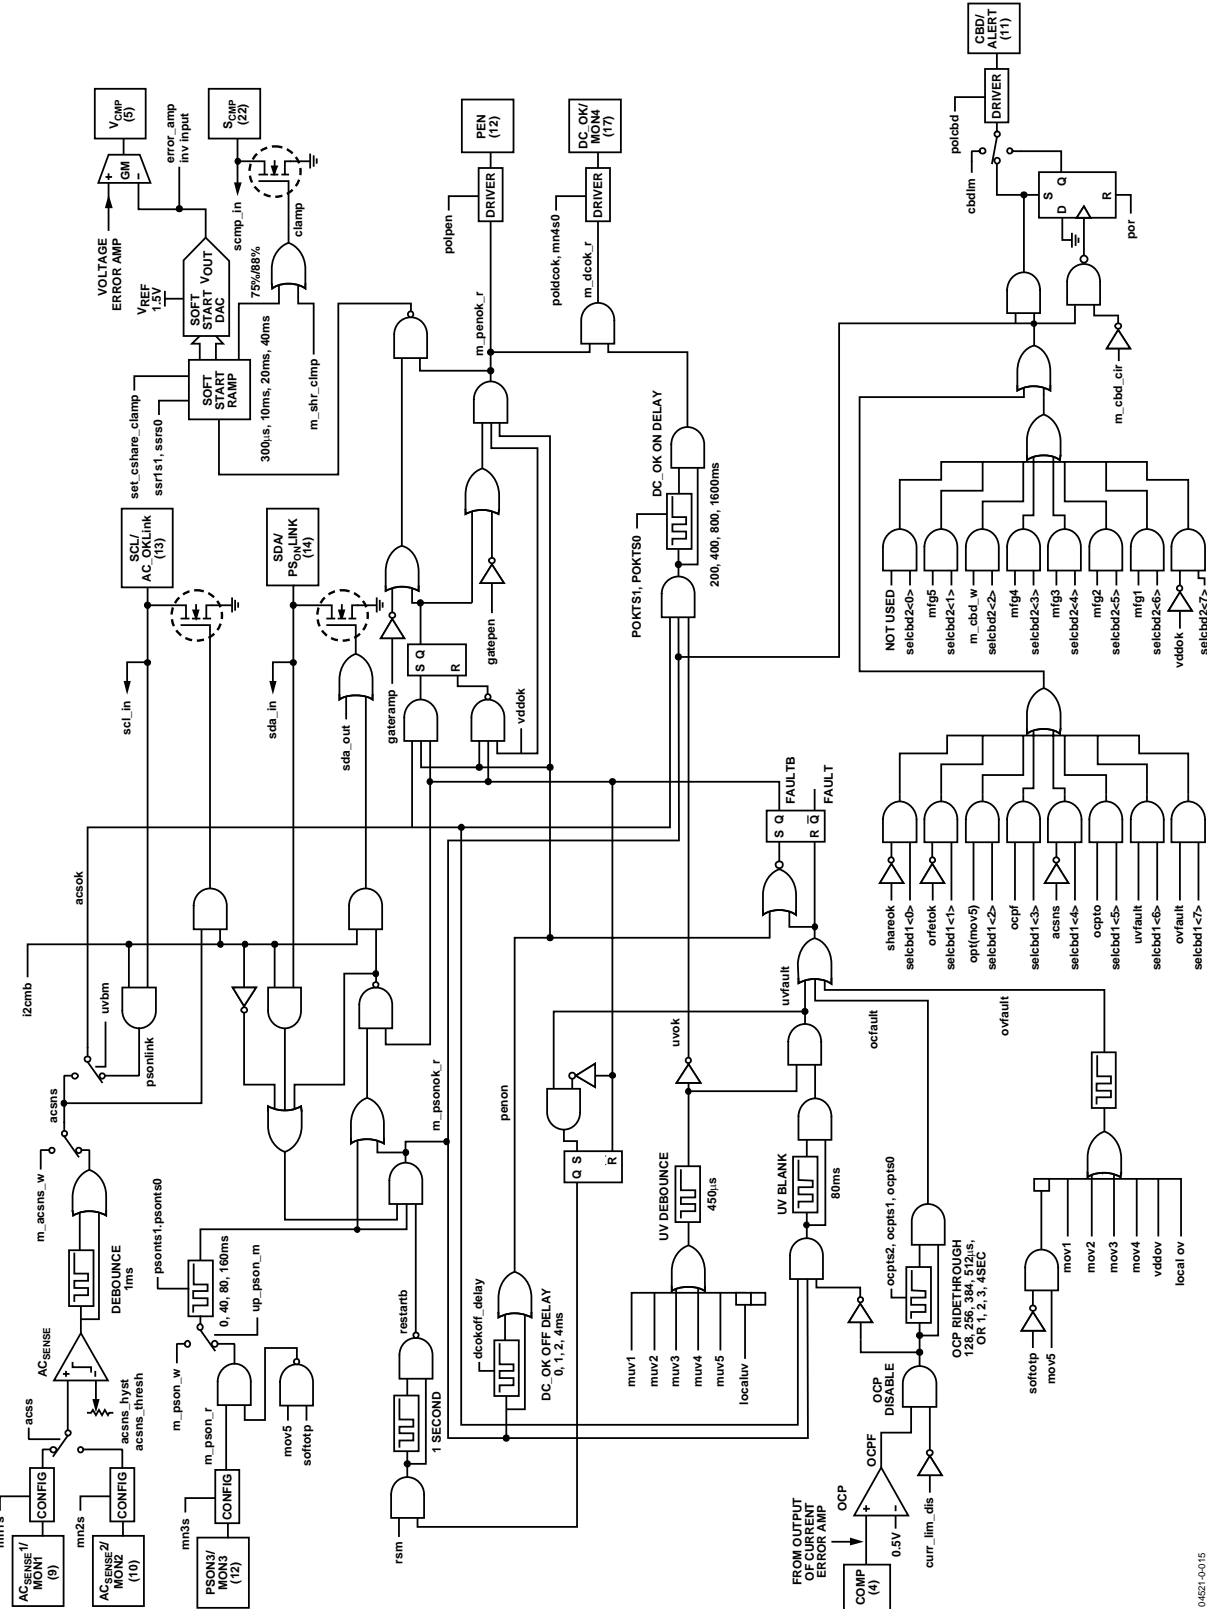 CBD/
ALERT
(11)
DRIVER
polcbd
cbdlm
S
Q
D
R
por
m_cbd_clr
VCMP
(5)
GM
+
−
error_amp
inv input
VOLTAGE
ERROR AMP
SCMP
(22)
scmp_in
clamp
75%/88%
VREF
1.5V
SOFT
START VOUT
DAC
SOFT
START
RAMP
set_cshare_clamp
ssr1s1, ssrs0
300µs, 10ms, 20ms, 40ms
m_shr_clmp
PEN
(12)
DRIVER
polpen
m_penok_r
DC_OK/
MON4
(17)
DRIVER
poldcok, mn4s0
m_dcok_r
SCL/
AC_OKLink
(13)
scl_in
SDA/
PSONLINK
(14)
sda_in
sda_out
gateramp
gatepen
S Q
R
vddok
POKTS1, POKTS0
DC_OK ON DELAY
200, 400, 800, 1600ms
NOT USED
selcbd2<0>
mfg5
selcbd2<1>
m_cbd_w
selcbd2<2>
mfg4
selcbd2<3>
mfg3
selcbd2<4>
mfg2
selcbd2<5>
mfg1
selcbd2<6>
vddok
selcbd2<7>
shareok
selcbd1<0>
orfetok
selcbd1<1>
opt(mov5)
selcbd1<2>
ocpf
selcbd1<3>
acsns
selcbd1<4>
ocpto
selcbd1<5>
uvfault
selcbd1<6>
ovfault
selcbd1<7>
FAULTB
FAULT
S Q
R Q
acsok
i2cmb
uvbm
psonlink
acsns
m_acsns_w
DEBOUNCE
1ms
ACSENSE
+
−
acsns_hyst
acsns_thresh
acss
mn1s
CONFIG
ACSENSE1/
MON1
(9)
mn2s
CONFIG
ACSENSE2/
MON2
(10)
psonts1.psonts0
0, 40, 80, 160ms
up_pson_m
m_pson_w
m_pson_r
mov5
softotp
mn3s
CONFIG
PSON3/
MON3
(12)
m_psonok_r
restartb
1 SECOND
rsm
penon
dcokoff_delay
DC_OK OFF DELAY
0, 1, 2, 4ms
Q S
R
uvok
UV DEBOUNCE
450µs
muv1
muv2
muv3
muv4
muv5
localuv
uvfault
UV BLANK
80ms
ocfault
ocpts2, ocpts1, ocpts0
OCP RIDETHROUGH
128, 256, 384, 512µs,
OR 1, 2, 3, 4SEC
OCP
DISABLE
OCPF
OCP
+
−
0.5V
curr_lim_dis
FROM OUTPUT
OF CURRENT
ERROR AMP
COMP
(4)
ovfault
mov1
mov2
mov3
mov4
vddov
local ov
softotp
mov5
04521-0-015